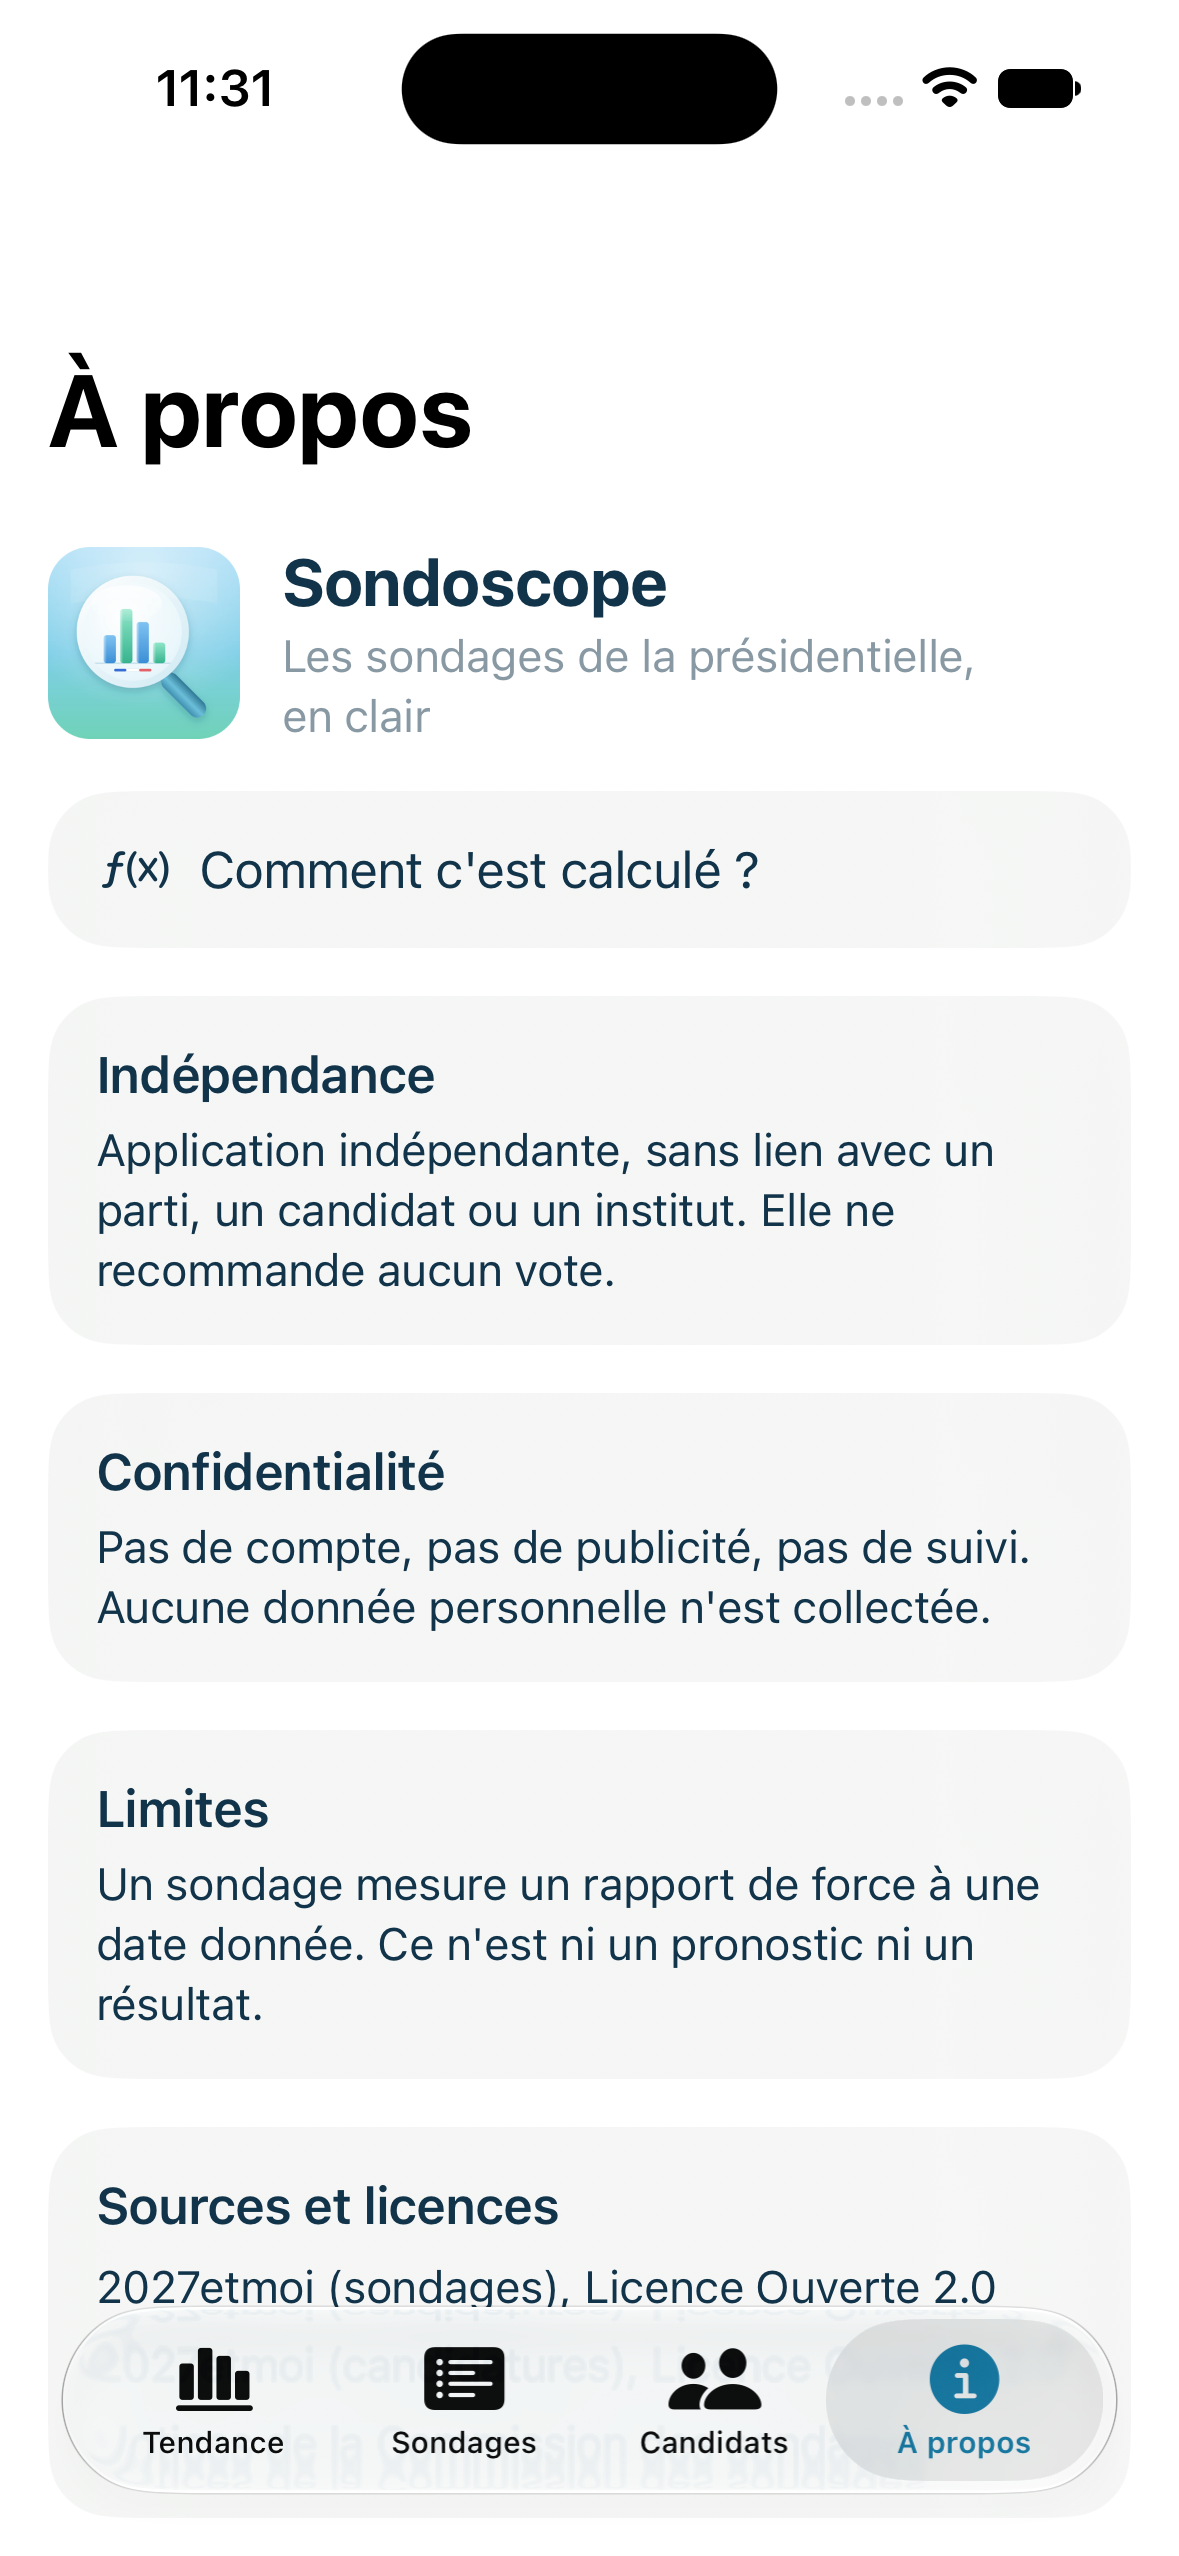 11:31
À propos
Sondoscope
Les sondages de la présidentielle,
en clair
f(x) Comment c'est calculé ?
Indépendance
Application indépendante, sans lien avec un
parti, un candidat ou un institut. Elle ne
recommande aucun vote.
Confidentialité
Pas de compte, pas de publicité, pas de suivi.
Aucune donnée personnelle n'est collectée.
Limites
Un sondage mesure un rapport de force à une
date donnée. Ce n'est ni un pronostic ni un
résultat.
Sources et licences
2027etmoi (sondages), Licence Ouverte 2.0
Tendance
Sondages
Candidats
À propos